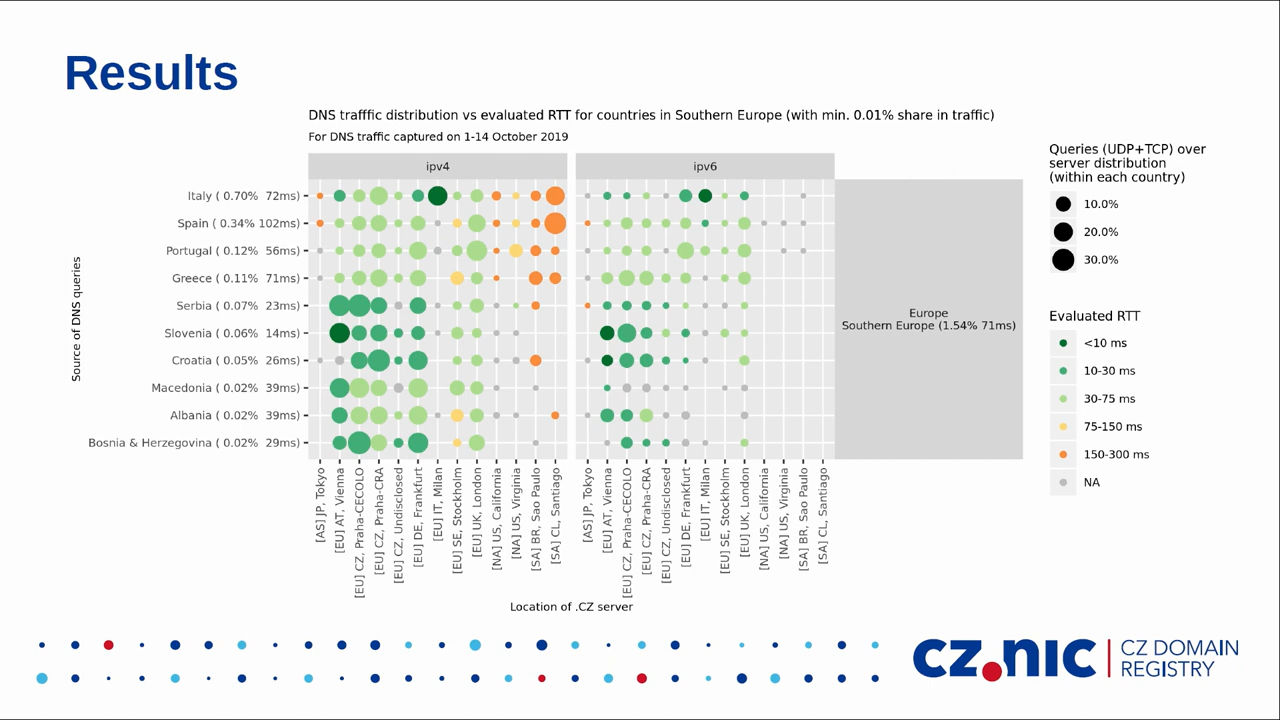 Results
DNS trafffic distribution vs evaluated RTT for countries in Southern Europe (with min. 0.01% share in traffic)
For DNS traffic captured on 1-14 October 2019
ipv4
ipv6
Source of DNS queries
Italy ( 0.70%  72ms)
Spain ( 0.34% 102ms)
Portugal ( 0.12%  56ms)
Greece ( 0.11%  71ms)
Serbia ( 0.07%  23ms)
Slovenia ( 0.06%  14ms)
Croatia ( 0.05%  26ms)
Macedonia ( 0.02%  39ms)
Albania ( 0.02%  39ms)
Bosnia & Herzegovina ( 0.02%  29ms)
Europe
Southern Europe (1.54% 71ms)
[AS] JP, Tokyo
[EU] AT, Vienna
[EU] CZ, Praha-CECOLO
[EU] CZ, Praha-CRA
[EU] CZ, Undisclosed
[EU] DE, Frankfurt
[EU] IT, Milan
[EU] SE, Stockholm
[EU] UK, London
[NA] US, California
[NA] US, Virginia
[SA] BR, Sao Paulo
[SA] CL, Santiago
[AS] JP, Tokyo
[EU] AT, Vienna
[EU] CZ, Praha-CECOLO
[EU] CZ, Praha-CRA
[EU] CZ, Undisclosed
[EU] DE, Frankfurt
[EU] IT, Milan
[EU] SE, Stockholm
[EU] UK, London
[NA] US, California
[NA] US, Virginia
[SA] BR, Sao Paulo
[SA] CL, Santiago
Location of .CZ server
Queries (UDP+TCP) over
server distribution
(within each country)
10.0%
20.0%
30.0%
Evaluated RTT
<10 ms
10-30 ms
30-75 ms
75-150 ms
150-300 ms
NA
CZ.NIC
CZ DOMAIN
REGISTRY